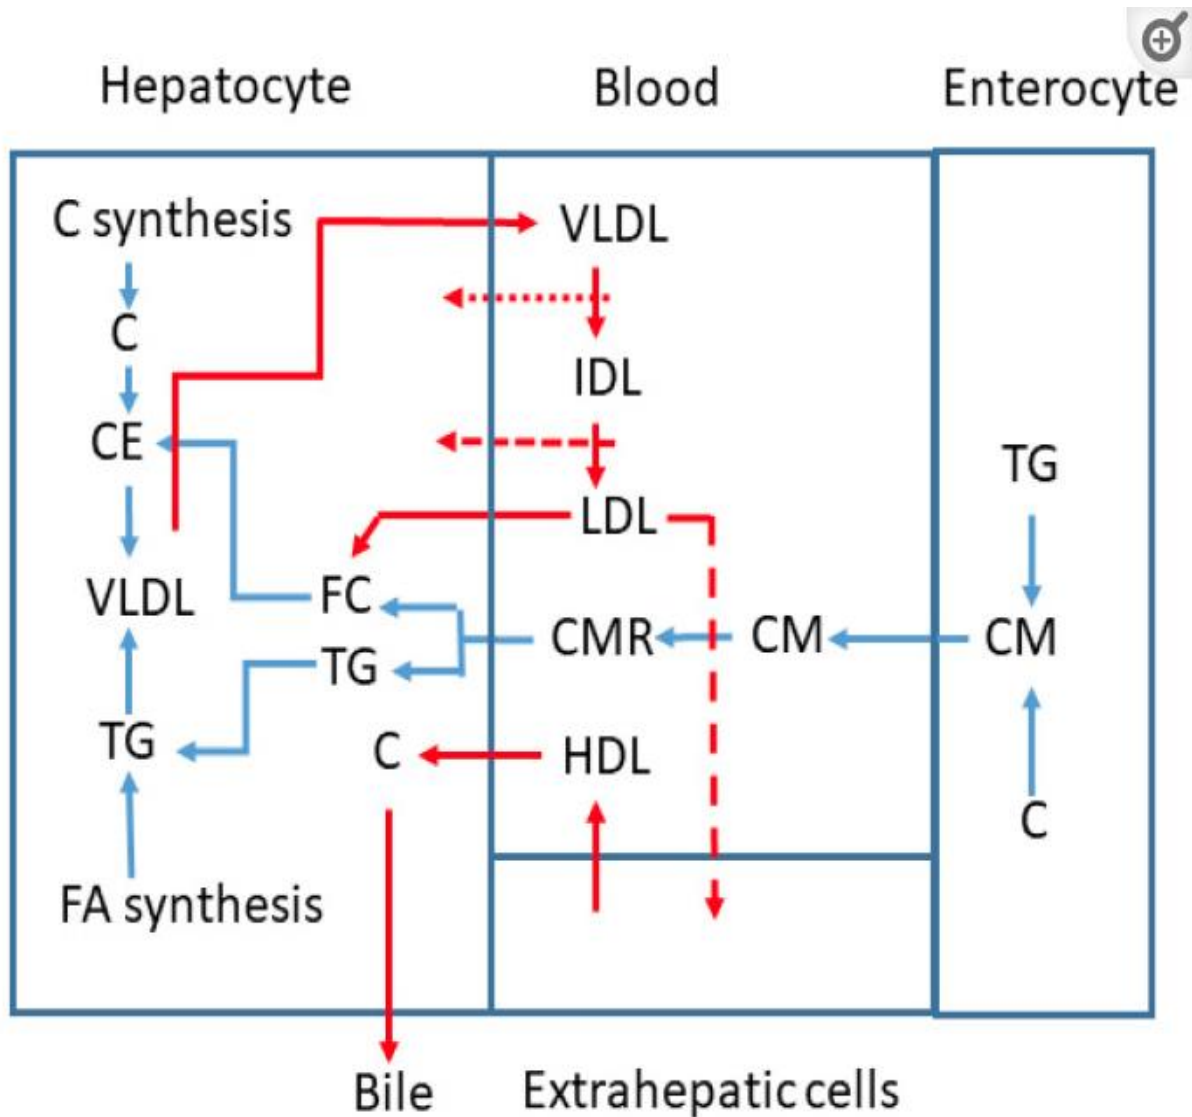 Hepatocyte
Blood
Enterocyte
C synthesis
C
CE
VLDL
TG
FA synthesis
FC
TG
C
Bile
VLDL
IDL
LDL
CMR
CM
HDL
Extrahepatic cells
TG
CM
C